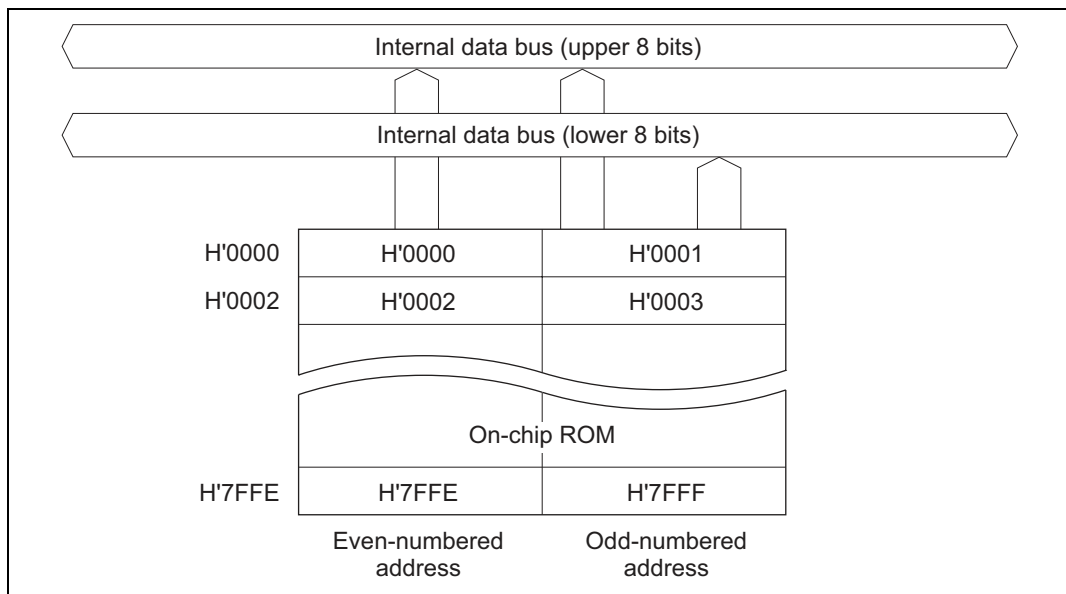 Internal data bus (upper 8 bits)
Internal data bus (lower 8 bits)
H'0000 H'0000 H'0001
H'0002 H'0002 H'0003
On-chip ROM
H'7FFE H'7FFE H'7FFF
Even-numbered address
Odd-numbered address